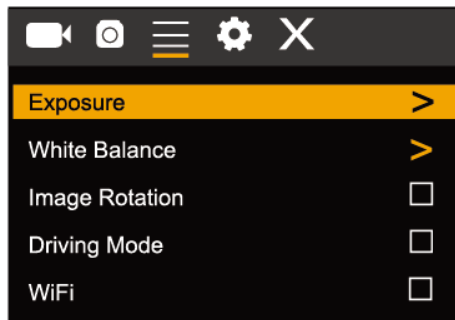 Exposure >
White Balance >
Image Rotation
Driving Mode
WiFi